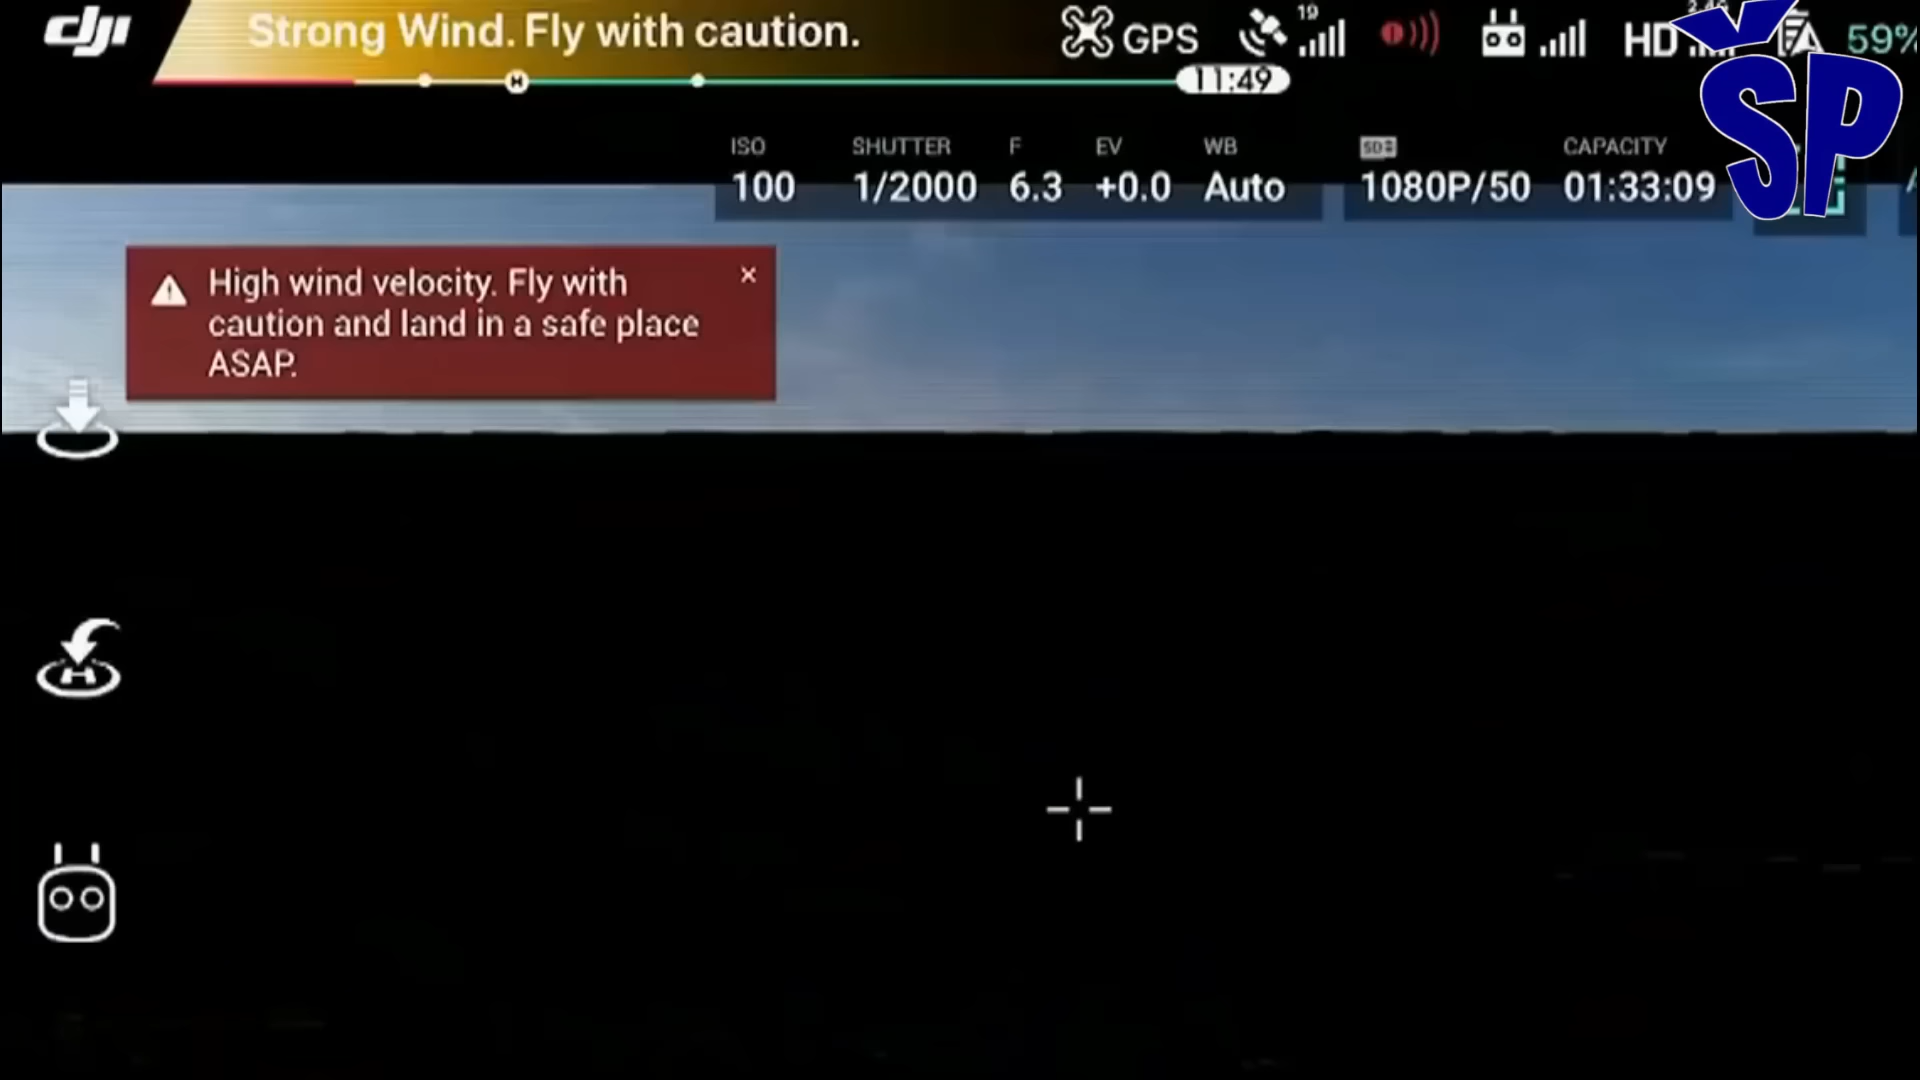 dji
Strong Wind. Fly with caution.
GPS
19
HD
59%
H
11:49
ISO
SHUTTER
F
EV
WB
SD
CAPACITY
100
1/2000
6.3
+0.0
Auto
1080P/50
01:33:09
ŠP
High wind velocity. Fly with
caution and land in a safe place
ASAP.
H